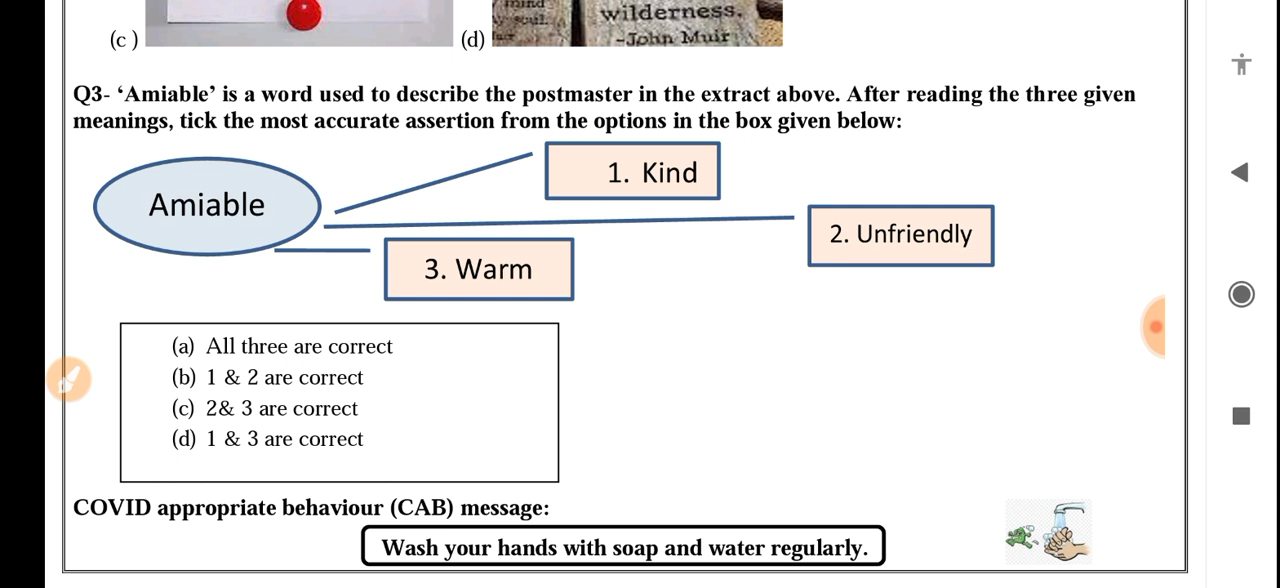 mind
wilderness.
-John Muir
(c )
(d)
Q3- ‘Amiable’ is a word used to describe the postmaster in the extract above. After reading the three given
meanings, tick the most accurate assertion from the options in the box given below:
Amiable
1. Kind
2. Unfriendly
3. Warm
(a) All three are correct
(b) 1 & 2 are correct
(c) 2& 3 are correct
(d) 1 & 3 are correct
COVID appropriate behaviour (CAB) message:
Wash your hands with soap and water regularly.